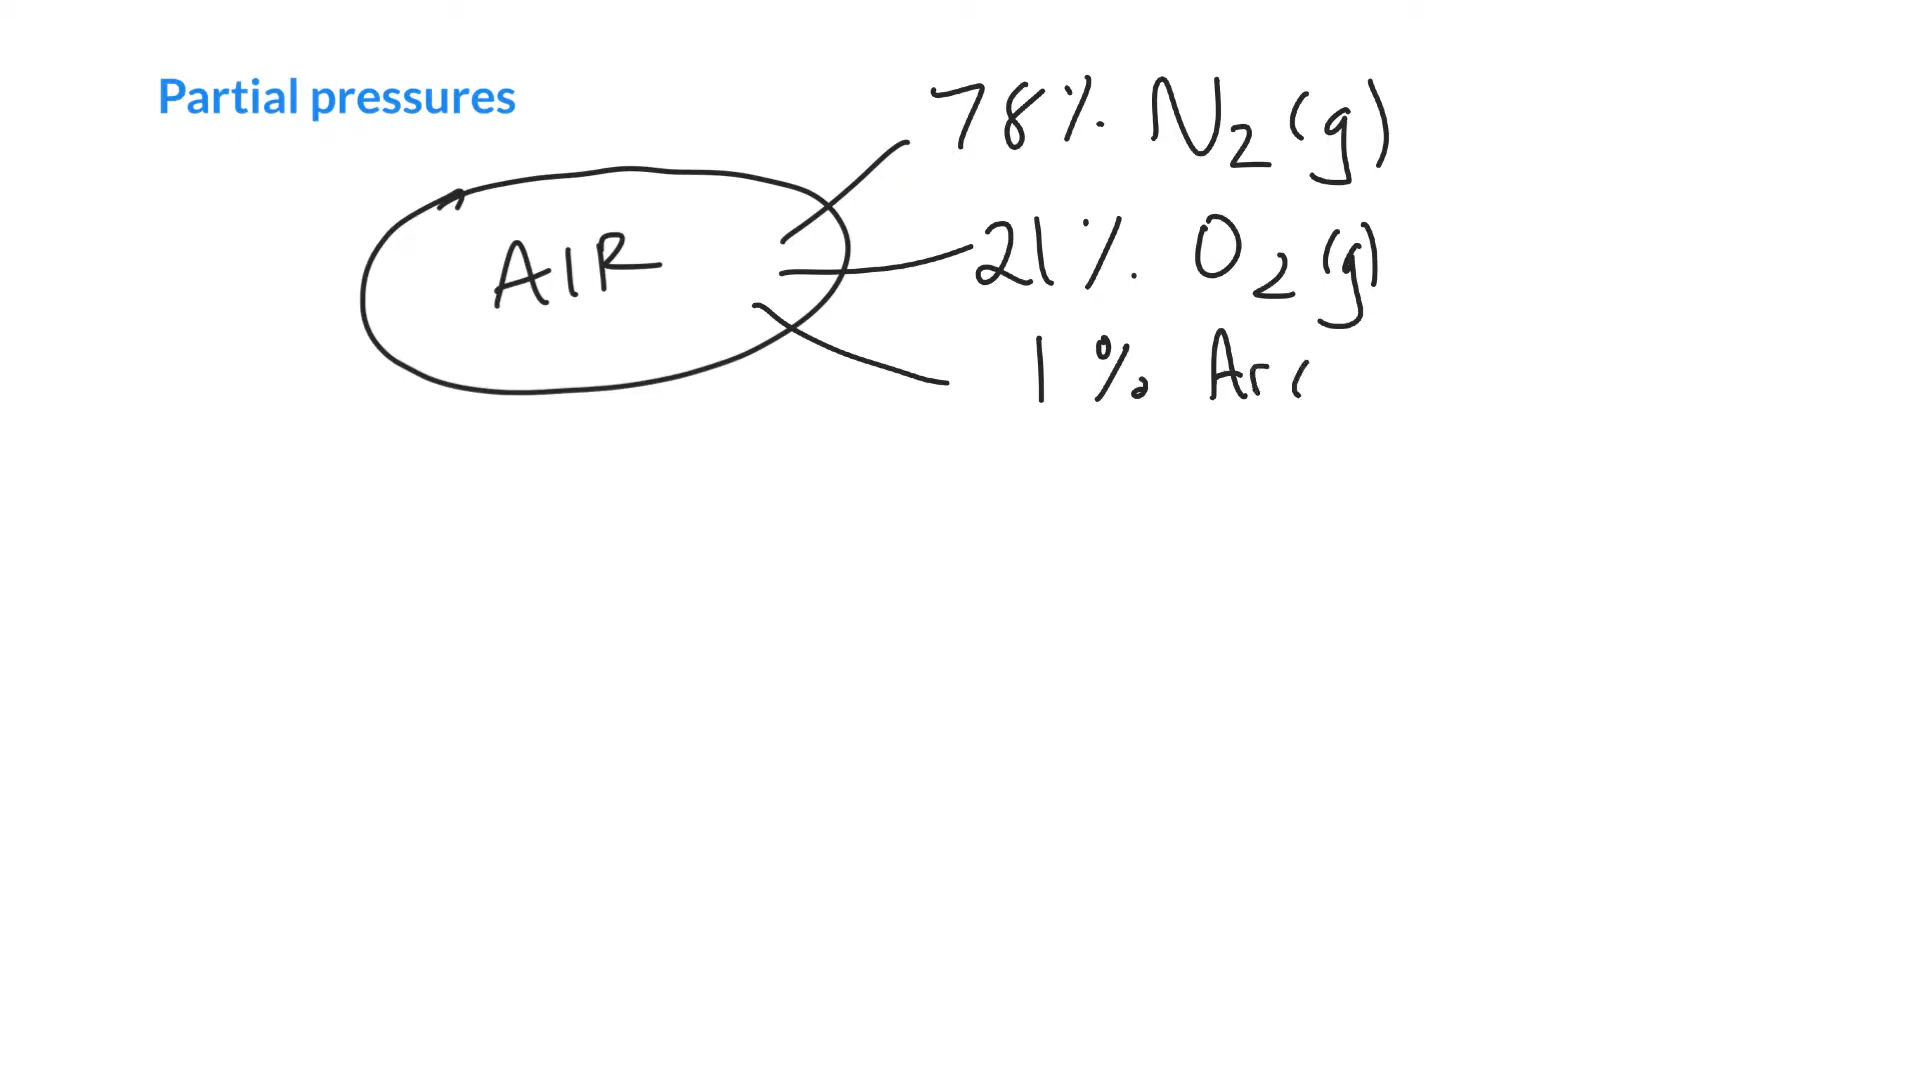 Partial pressures
78% N₂(g)
AIR
21% O₂(g)
1% Ar(